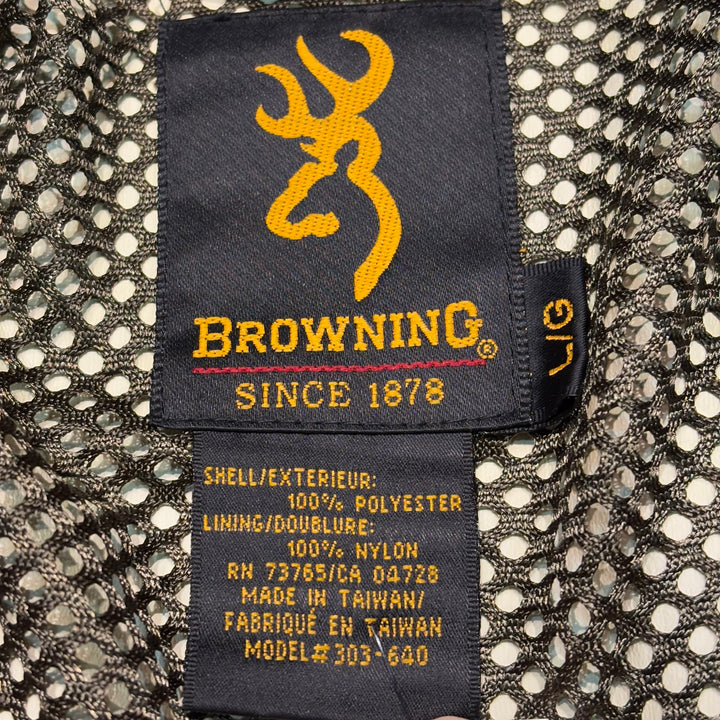 BROWNING®
SINCE 1878
L/G
SHELL/EXTERIEUR:
100% POLYESTER
LINING/DOUBLURE:
100% NYLON
RN 73765/CA 04728
MADE IN TAIWAN/
FABRIQUÉ EN TAIWAN
MODEL# 303-640